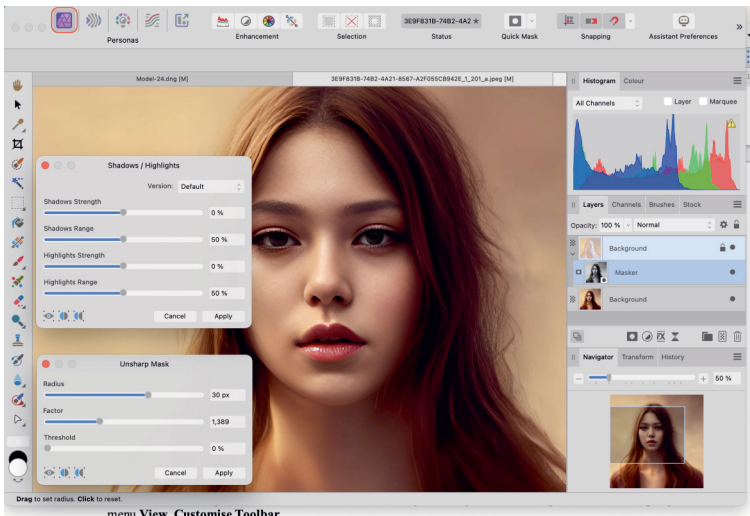 3E9F831B-74B2-4A2 ★
Personas
Enhancement
Selection
Status
Quick Mask
Snapping
Assistant Preferences
Model-24.dng [M]
3E9F831B-74B2-4A21-8567-A2F055CB942E_1_201_a.jpeg [M]
Histogram Colour
All Channels
Layer
Marquee
Shadows / Highlights
Version: Default
Shadows Strength
0 %
Shadows Range
50 %
Highlights Strength
0 %
Highlights Range
50 %
Cancel
Apply
Layers Channels Brushes Stock
Opacity: 100 % Normal
Background
Masker
Background
Unsharp Mask
Radius
30 px
Factor
1,389
Threshold
0 %
Cancel
Apply
Navigator Transform History
50 %
Drag to set radius. Click to reset.
menu View, Customise Toolbar